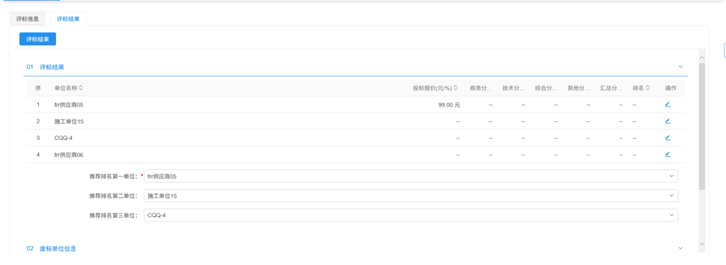 评标信息 评标结果
评标结果
01 评标结果
序 单位名称 投标报价(元/%) 商务分... 技术分... 综合分... 其他分... 汇总分... 排名 操作
1 ftr供应商05 99.00 元 -- -- -- -- -- --
2 施工单位15 -- -- -- -- -- -- --
3 CQQ-4 -- -- -- -- -- -- --
4 ftr供应商06 -- -- -- -- -- -- --
推荐排名第一单位: * ftr供应商05
推荐排名第二单位: 施工单位15
推荐排名第三单位: CQQ-4
02 废标单位信息